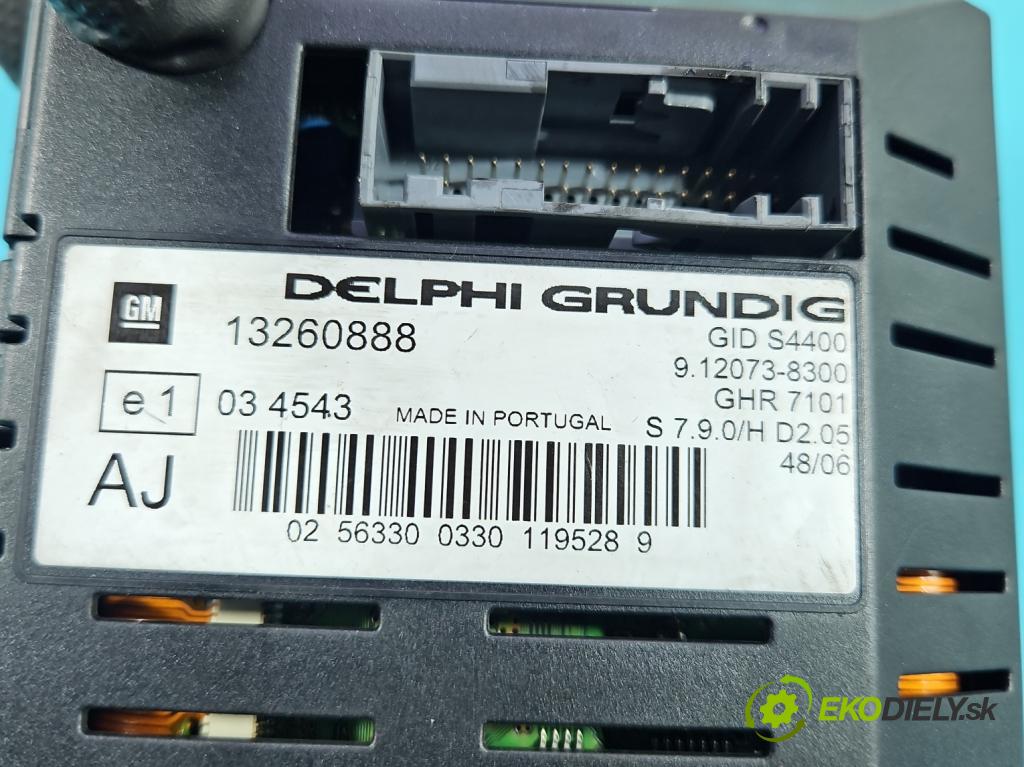 GM
DELPHI GRUNDIG
13260888
GID S4400
9.12073-8300
GHR 7101
e 1
03 4543
MADE IN PORTUGAL
S 7.9.0/H D2.05
48/06
AJ
02 56330 0330 119528 9
EKODIELY.sk